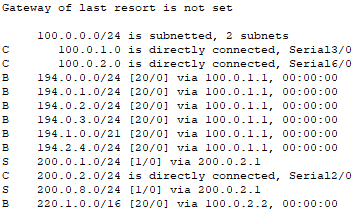 Gateway of last resort is not set
100.0.0.0/24 is subnetted, 2 subnets
C 100.0.1.0 is directly connected, Serial3/0
C 100.0.2.0 is directly connected, Serial6/0
B 194.0.0.0/24 [20/0] via 100.0.1.1, 00:00:00
B 194.0.1.0/24 [20/0] via 100.0.1.1, 00:00:00
B 194.0.2.0/24 [20/0] via 100.0.1.1, 00:00:00
B 194.0.3.0/24 [20/0] via 100.0.1.1, 00:00:00
B 194.1.0.0/21 [20/0] via 100.0.1.1, 00:00:00
B 194.2.4.0/24 [20/0] via 100.0.1.1, 00:00:00
S 200.0.1.0/24 [1/0] via 200.0.2.1
C 200.0.2.0/24 is directly connected, Serial2/0
S 200.0.8.0/24 [1/0] via 200.0.2.1
B 220.1.0.0/16 [20/0] via 100.0.2.2, 00:00:00